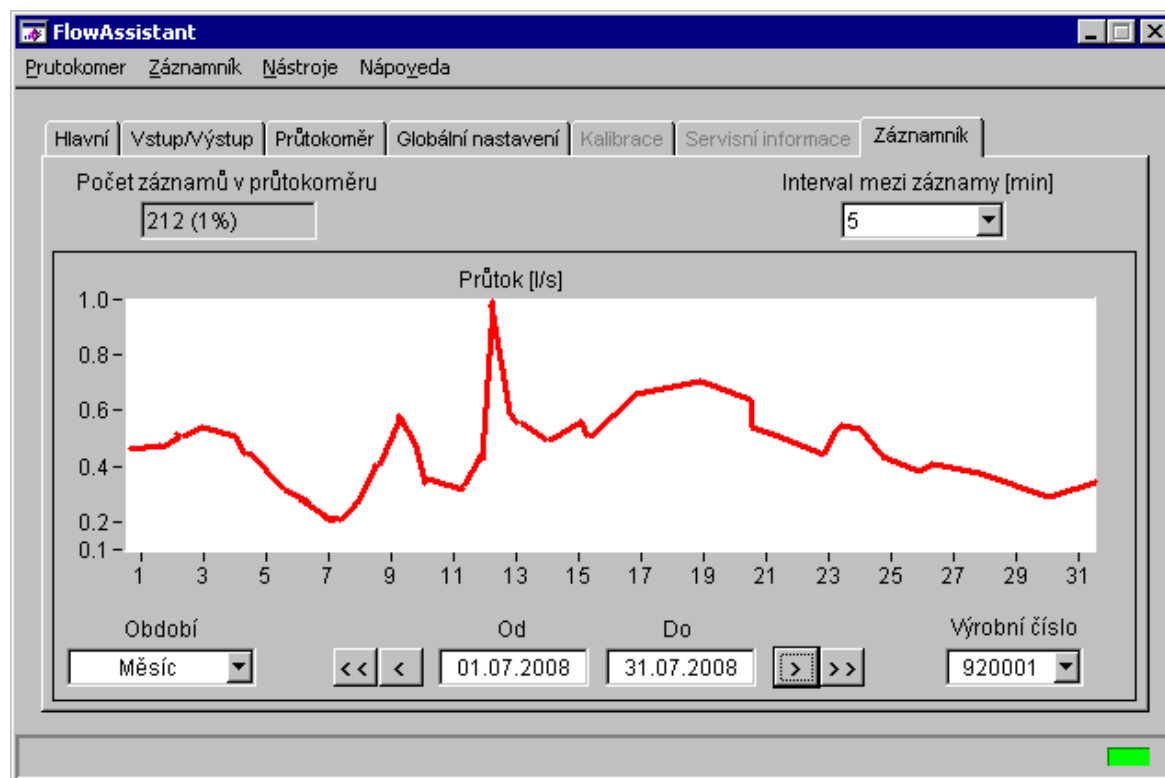 FlowAssistant
Prutokomer Záznamník Nástroje Nápoveda
Hlavní Vstup/Výstup Průtokoměr Globální nastavení Kalibrace Servisní informace Záznamník
Počet záznamů v průtokoměru Interval mezi záznamy [min]
212 (1%) 5
Průtok [l/s]
1.0
0.8
0.6
0.4
0.2
0.1
1 3 5 7 9 11 13 15 17 19 21 23 25 27 29 31
Období Od Do Výrobní číslo
Měsíc << < 01.07.2008 31.07.2008 > >> 920001